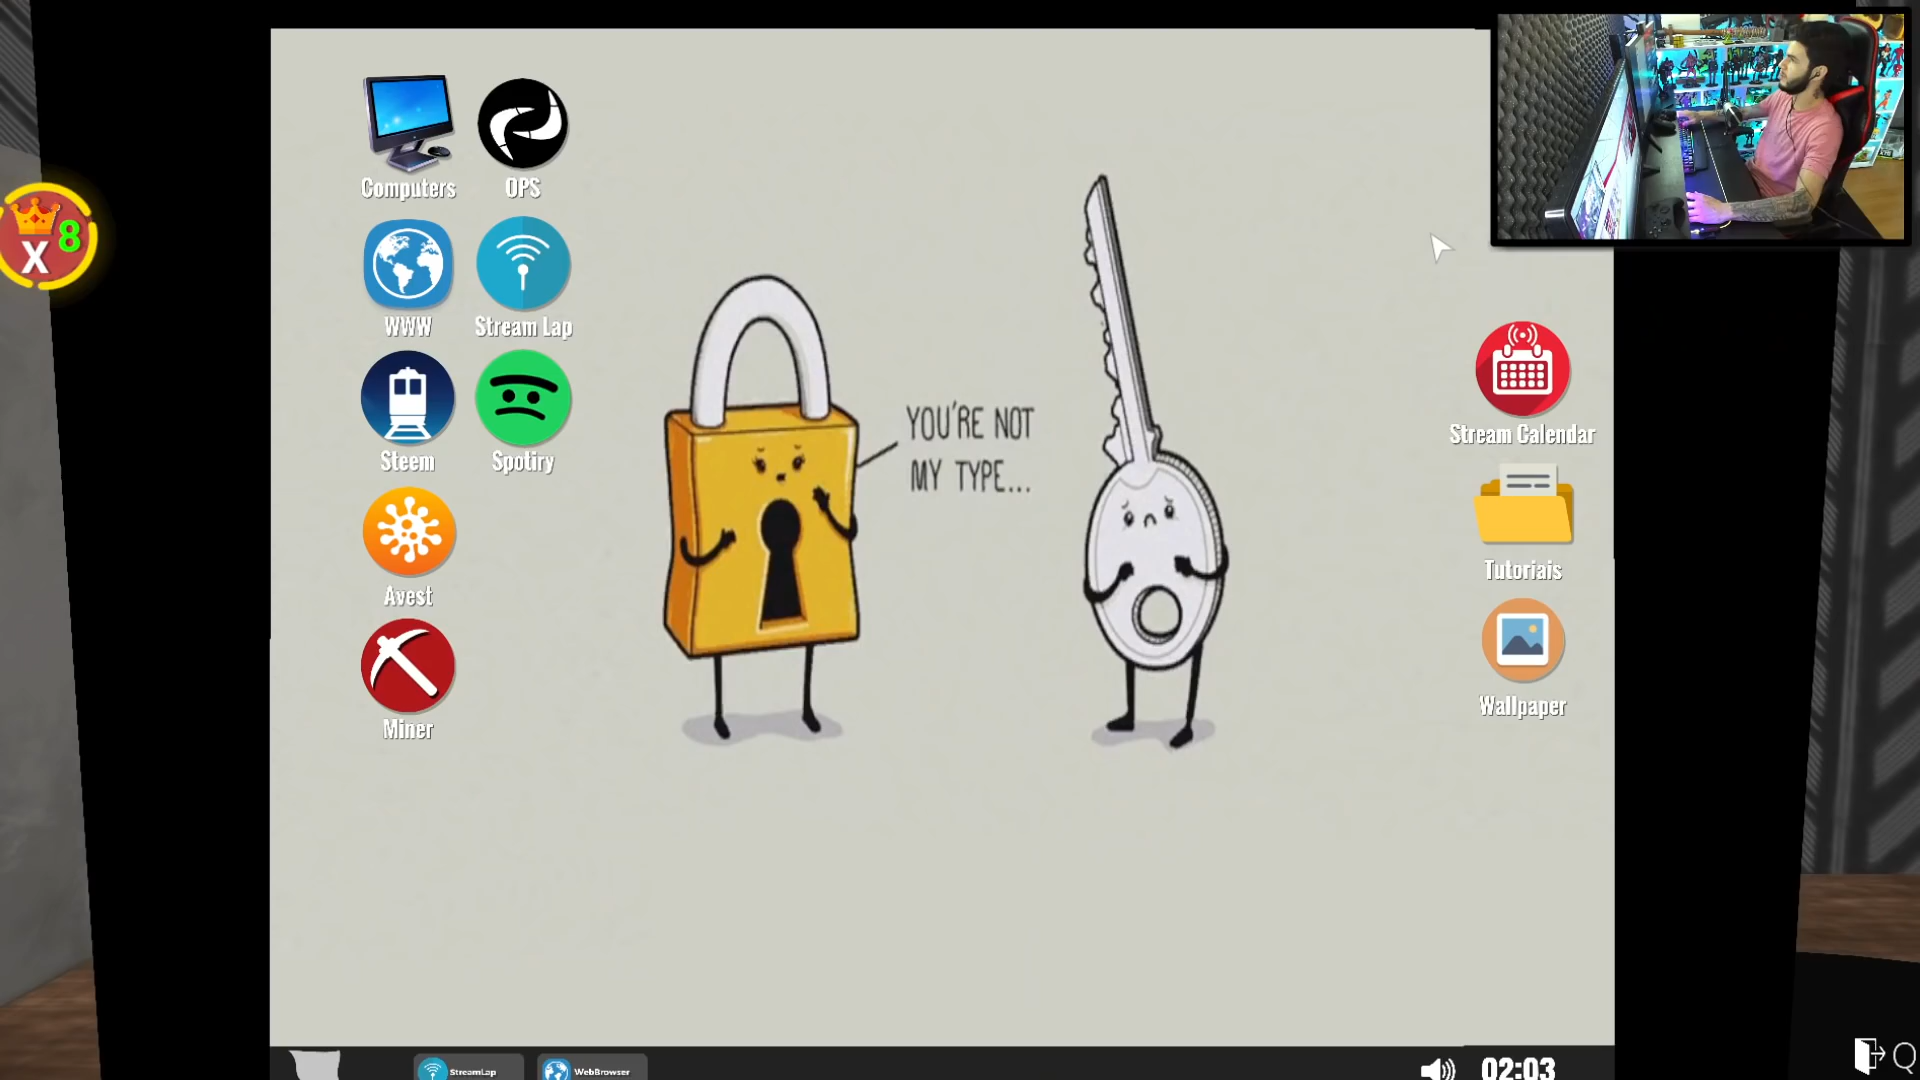 Computers
OPS
WWW
Stream Lap
Steem
Spotiry
Avest
Miner
YOU'RE NOT
MY TYPE...
Stream Calendar
Tutoriais
Wallpaper
X 8
StreamLap
WebBrowser
02:03
Q